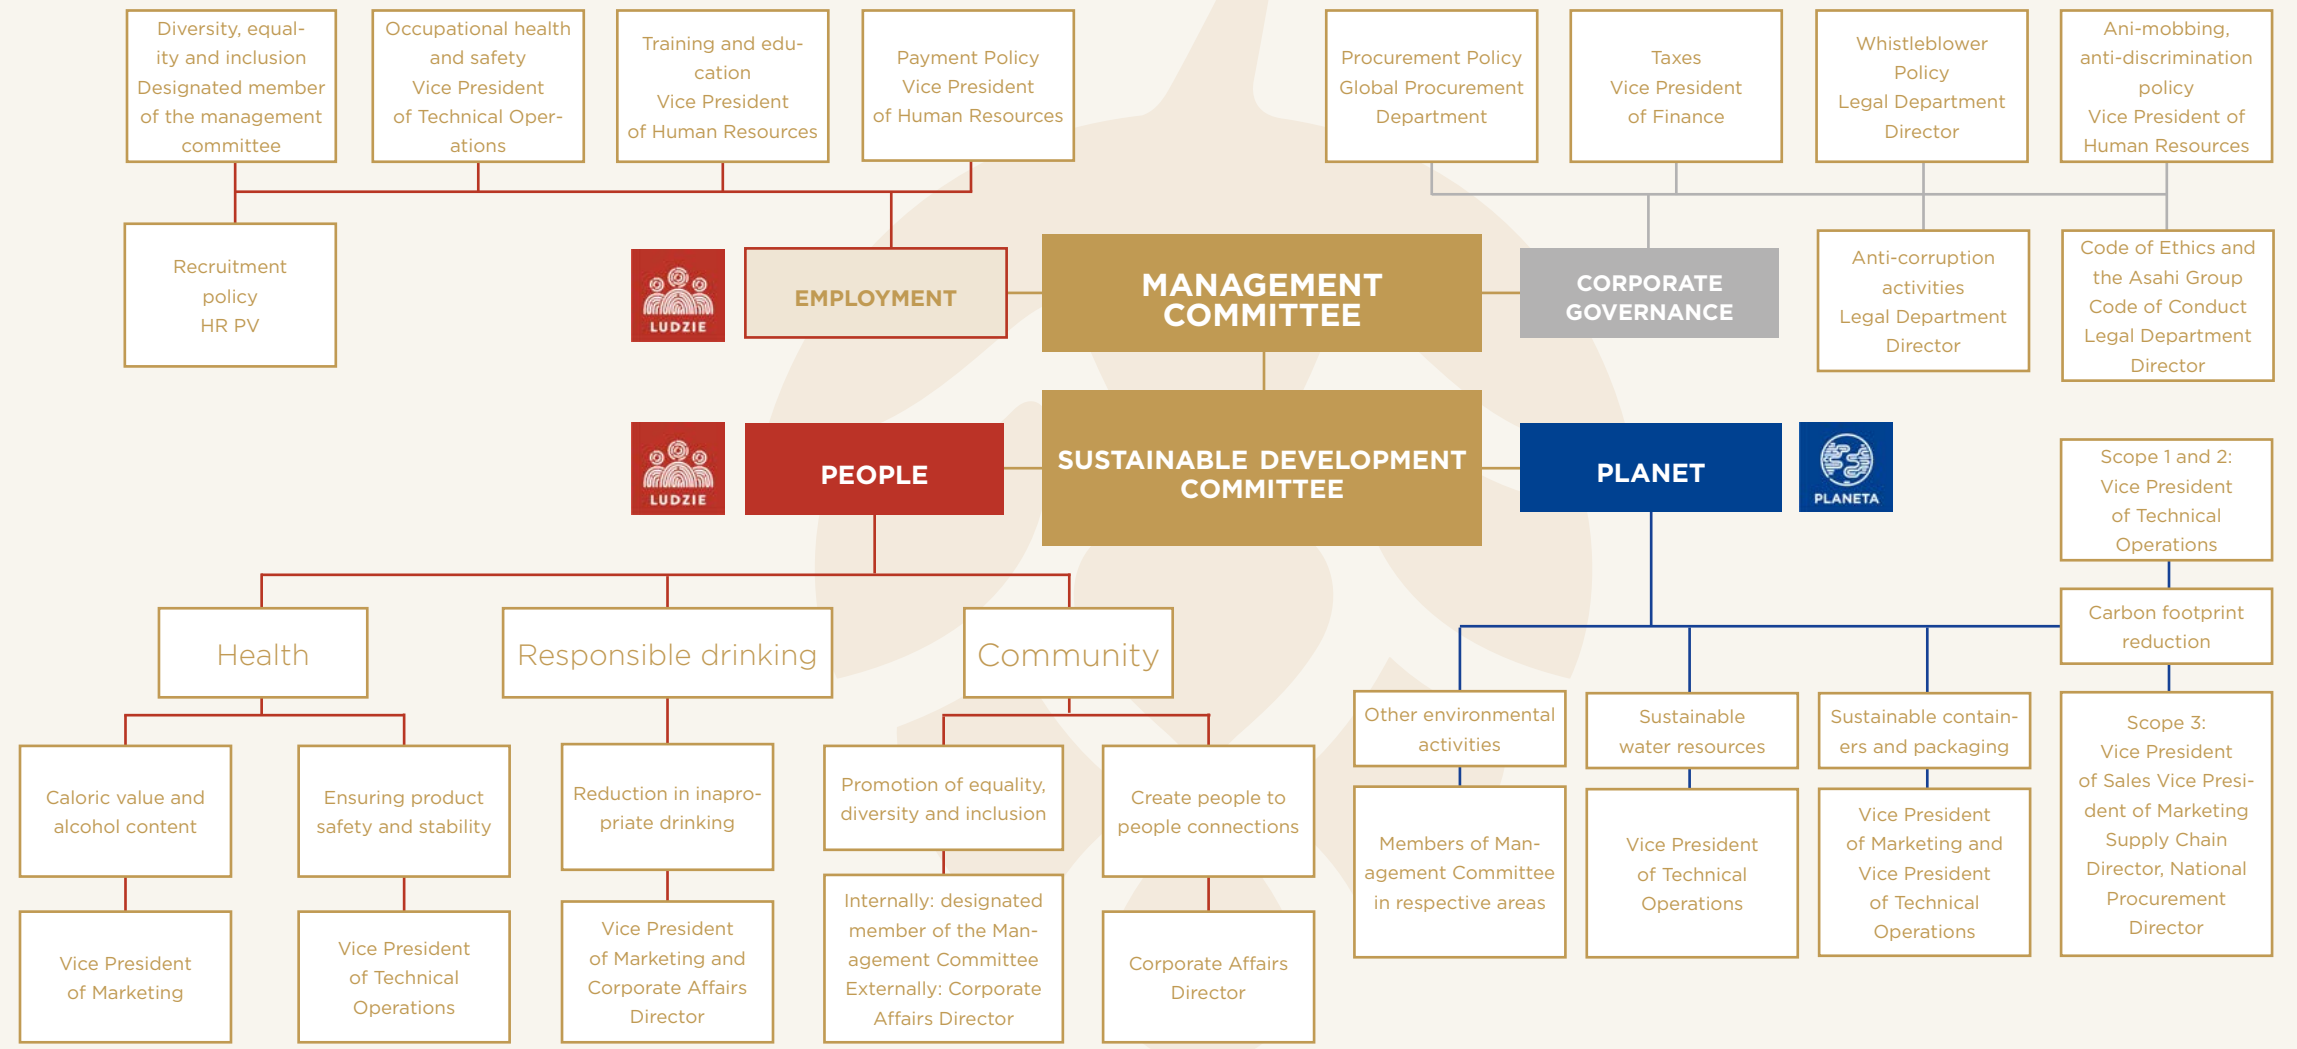 Diversity, equal-
ity and inclusion
Designated member
of the management
committee
Occupational health
and safety
Vice President
of Technical Oper-
ations
Training and edu-
cation
Vice President
of Human Resources
Payment Policy
Vice President
of Human Resources
Procurement Policy
Global Procurement
Department
Taxes
Vice President
of Finance
Whistleblower
Policy
Legal Department
Director
Ani-mobbing,
anti-discrimination
policy
Vice President of
Human Resources
Recruitment
policy
HR PV
LUDZIE
EMPLOYMENT
MANAGEMENT
COMMITTEE
CORPORATE
GOVERNANCE
Anti-corruption
activities
Legal Department
Director
Code of Ethics and
the Asahi Group
Code of Conduct
Legal Department
Director
LUDZIE
PEOPLE
SUSTAINABLE DEVELOPMENT
COMMITTEE
PLANET
PLANETA
Scope 1 and 2:
Vice President
of Technical
Operations
Carbon footprint
reduction
Scope 3:
Vice President
of Sales Vice Presi-
dent of Marketing
Supply Chain
Director, National
Procurement
Director
Health
Responsible drinking
Community
Other environmental
activities
Sustainable
water resources
Sustainable contain-
ers and packaging
Caloric value and
alcohol content
Ensuring product
safety and stability
Reduction in inapro-
priate drinking
Promotion of equality,
diversity and inclusion
Create people to
people connections
Members of Man-
agement Committee
in respective areas
Vice President
of Technical
Operations
Vice President
of Marketing and
Vice President
of Technical
Operations
Vice President
of Marketing
Vice President
of Technical
Operations
Vice President
of Marketing and
Corporate Affairs
Director
Internally: designated
member of the Man-
agement Committee
Externally: Corporate
Affairs Director
Corporate Affairs
Director